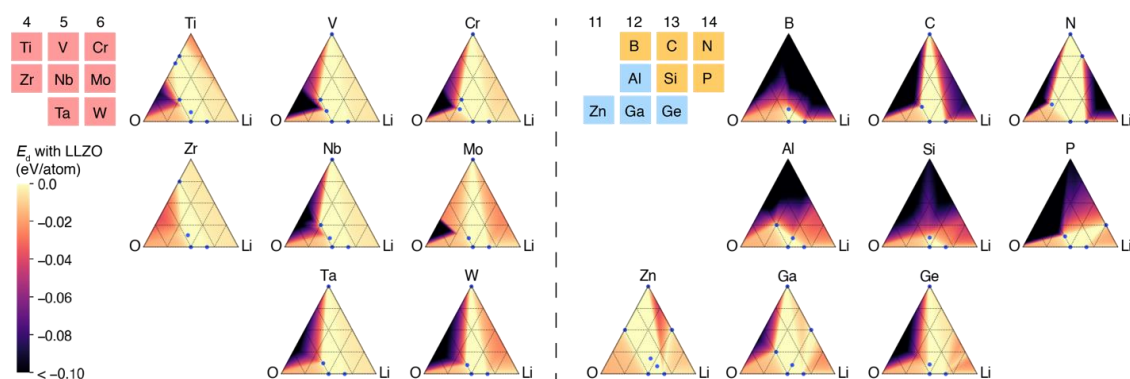 4 5 6
Ti V Cr
Zr Nb Mo
Ta W
E_d with LLZO
(eV/atom)
0.0
−0.02
−0.04
−0.06
−0.08
< −0.10
Ti
O Li
V
O Li
Cr
O Li
Zr
O Li
Nb
O Li
Mo
O Li
Ta
O Li
W
O Li
11 12 13 14
B C N
Al Si P
Zn Ga Ge
B
O Li
C
O Li
N
O Li
Al
O Li
Si
O Li
P
O Li
Zn
O Li
Ga
O Li
Ge
O Li